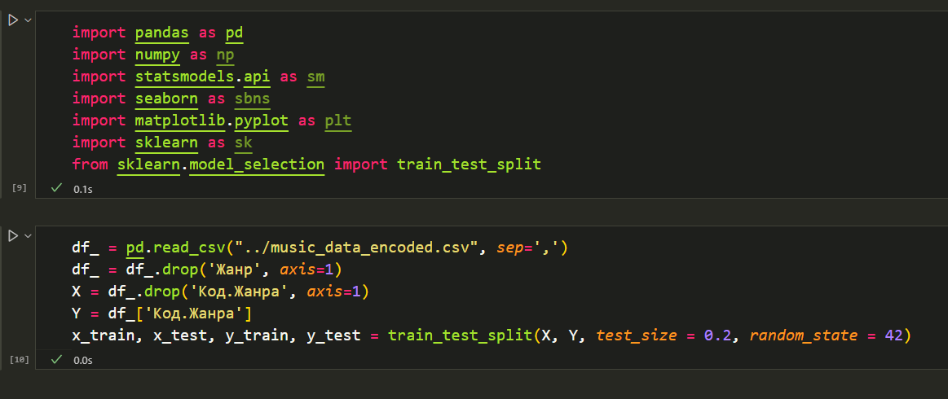 import pandas as pd
import numpy as np
import statsmodels.api as sm
import seaborn as sbns
import matplotlib.pyplot as plt
import sklearn as sk
from sklearn.model_selection import train_test_split
[9] 0.1s
df_ = pd.read_csv("../music_data_encoded.csv", sep=',')
df_ = df_.drop('Жанр', axis=1)
X = df_.drop('Код.Жанра', axis=1)
Y = df_['Код.Жанра']
x_train, x_test, y_train, y_test = train_test_split(X, Y, test_size = 0.2, random_state = 42)
[10] 0.0s